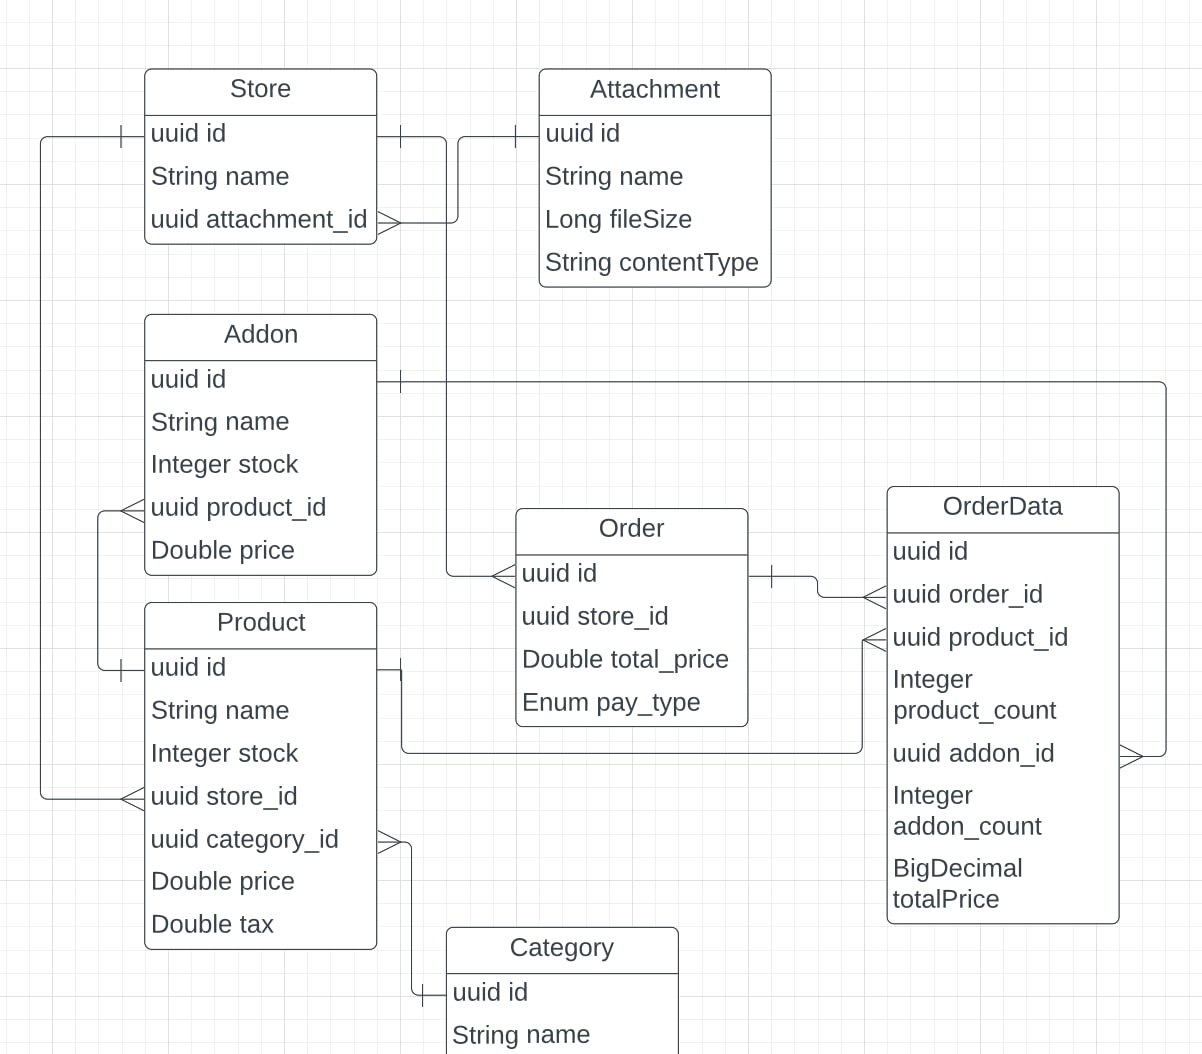 Store
uuid id
String name
uuid attachment_id
Attachment
uuid id
String name
Long fileSize
String contentType
Addon
uuid id
String name
Integer stock
uuid product_id
Double price
Product
uuid id
String name
Integer stock
uuid store_id
uuid category_id
Double price
Double tax
Order
uuid id
uuid store_id
Double total_price
Enum pay_type
OrderData
uuid id
uuid order_id
uuid product_id
Integer
product_count
uuid addon_id
Integer
addon_count
BigDecimal
totalPrice
Category
uuid id
String name